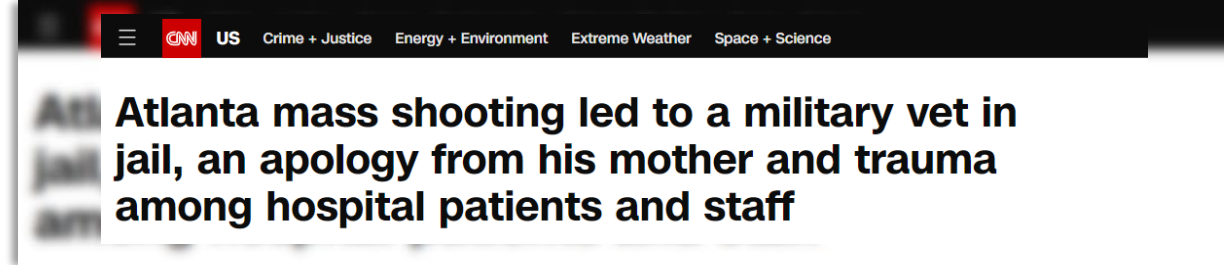 CNN US Crime + Justice Energy + Environment Extreme Weather Space + Science
Atlanta mass shooting led to a military vet in
jail, an apology from his mother and trauma
among hospital patients and staff